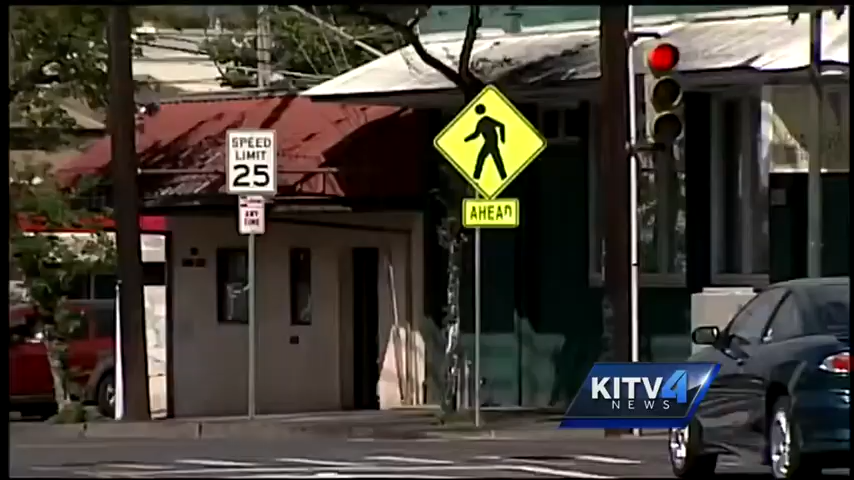 SPEED
LIMIT
25
ANY
TIME
AHEAD
KITV4
NEWS